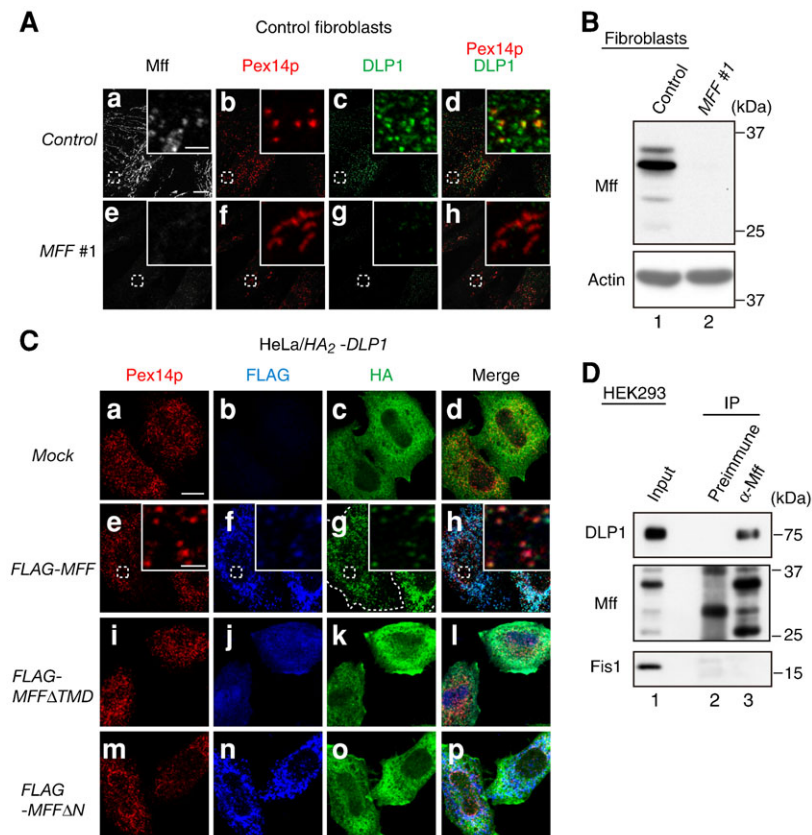 A
Control fibroblasts
Mff
Pex14p
DLP1
Pex14p
DLP1
Control
a
b
c
d
MFF #1
e
f
g
h
B
Fibroblasts
Control
MFF #1
(kDa)
Mff
37
25
Actin
37
1
2
C
HeLa/HA2 -DLP1
Pex14p
FLAG
HA
Merge
Mock
a
b
c
d
FLAG-MFF
e
f
g
h
FLAG-
MFFΔTMD
i
j
k
l
FLAG
-MFFΔN
m
n
o
p
D
HEK293
IP
Input
Preimmune
α-Mff
(kDa)
DLP1
75
Mff
37
25
Fis1
15
1
2
3